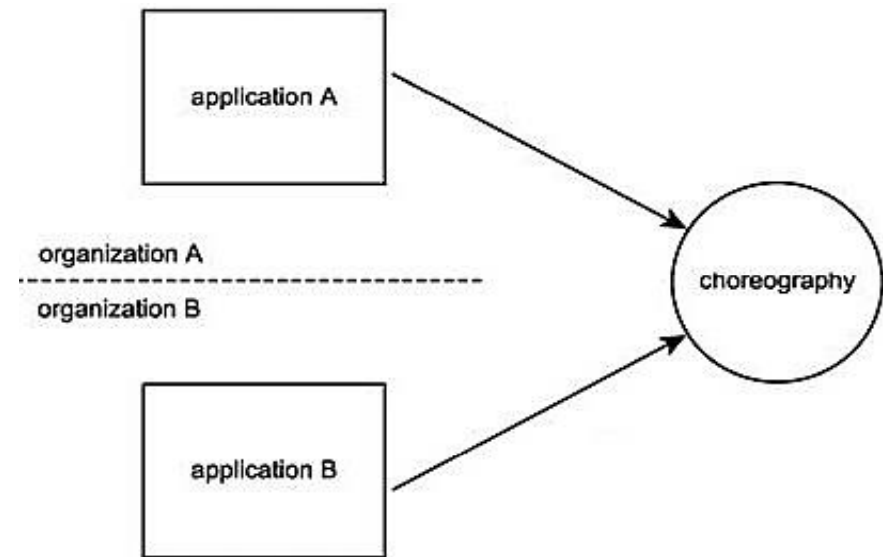 application A
organization A
choreography
organization B
application B